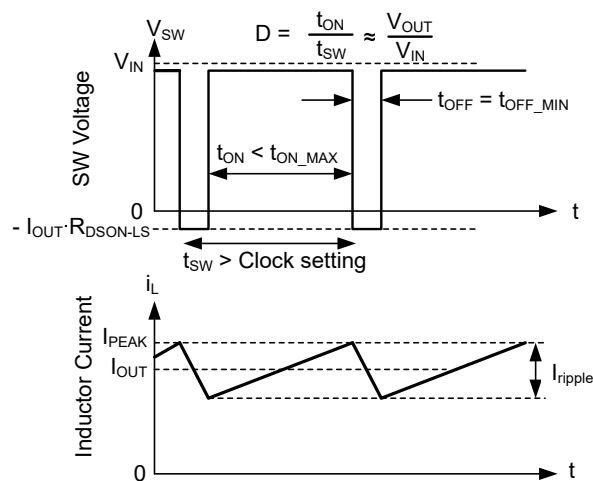 V_SW
D = t_ON / t_SW ≈ V_OUT / V_IN
V_IN
t_OFF = t_OFF_MIN
SW Voltage
t_ON < t_ON_MAX
0
t
- I_OUT·R_DSON-LS
t_SW > Clock setting
i_L
Inductor Current
I_PEAK
I_OUT
I_ripple
0
t